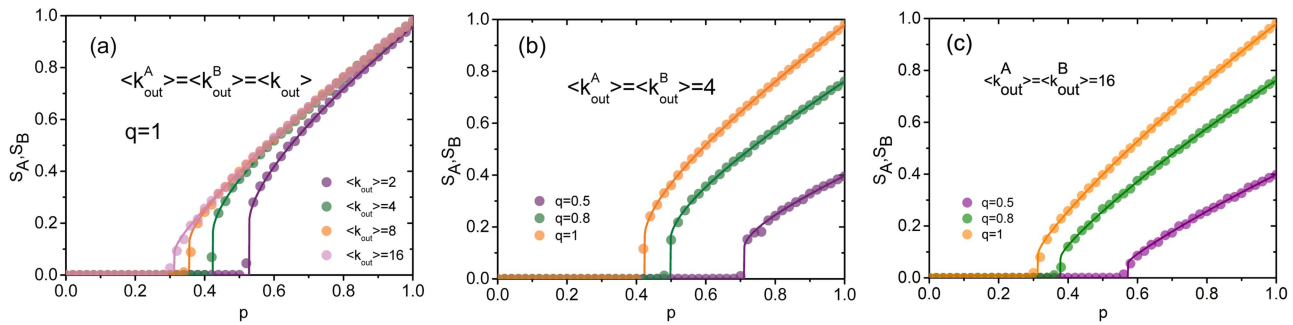 (a)
<k^A_out>=<k^B_out>=<k_out>
q=1
<k_out>=2
<k_out>=4
<k_out>=8
<k_out>=16
S_A,S_B
1.0
0.8
0.6
0.4
0.2
0.0
0.0 0.2 0.4 0.6 0.8 1.0
p
(b)
<k^A_out>=<k^B_out>=4
q=0.5
q=0.8
q=1
S_A,S_B
1.0
0.8
0.6
0.4
0.2
0.0
0.0 0.2 0.4 0.6 0.8 1.0
p
(c)
<k^A_out>=<k^B_out>=16
q=0.5
q=0.8
q=1
S_A,S_B
1.0
0.8
0.6
0.4
0.2
0.0
0.0 0.2 0.4 0.6 0.8 1.0
p